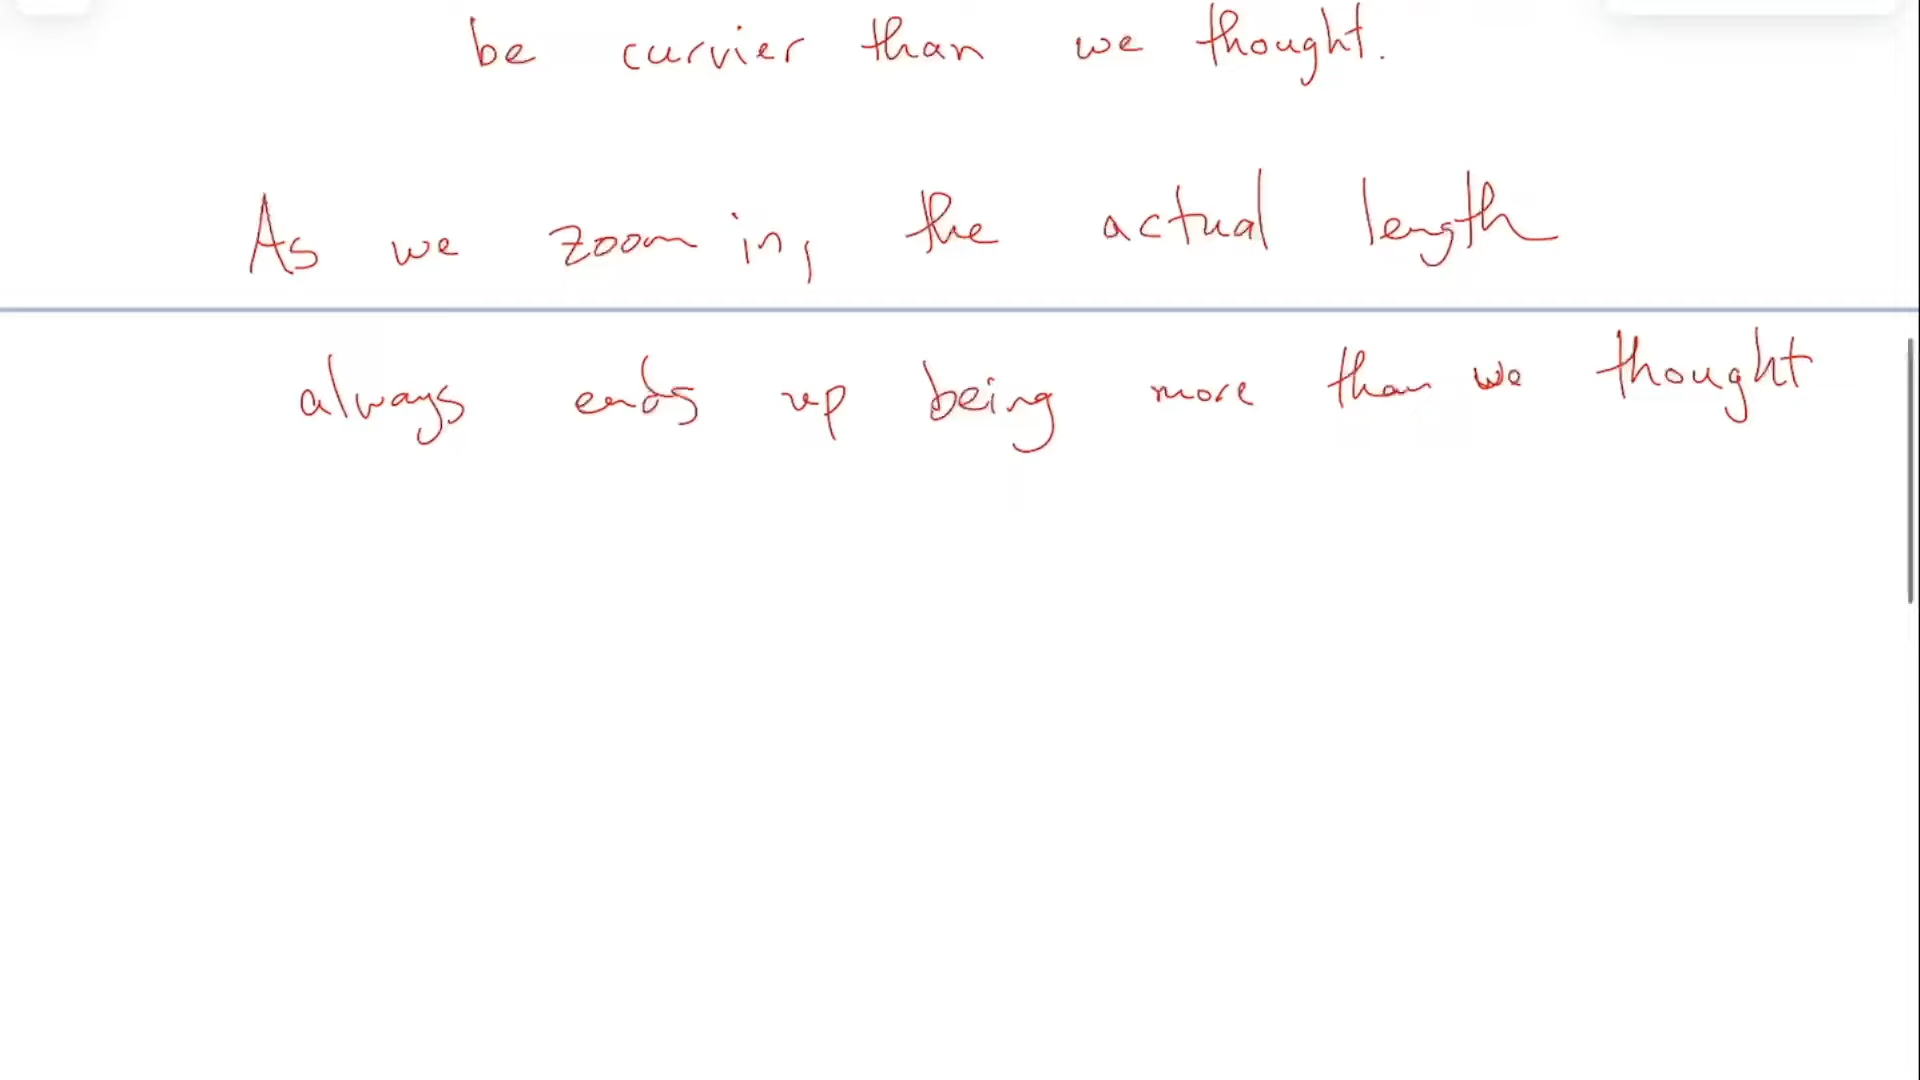 be curvier than we thought.
As we zoom in, the actual length
always ends up being more than we thought